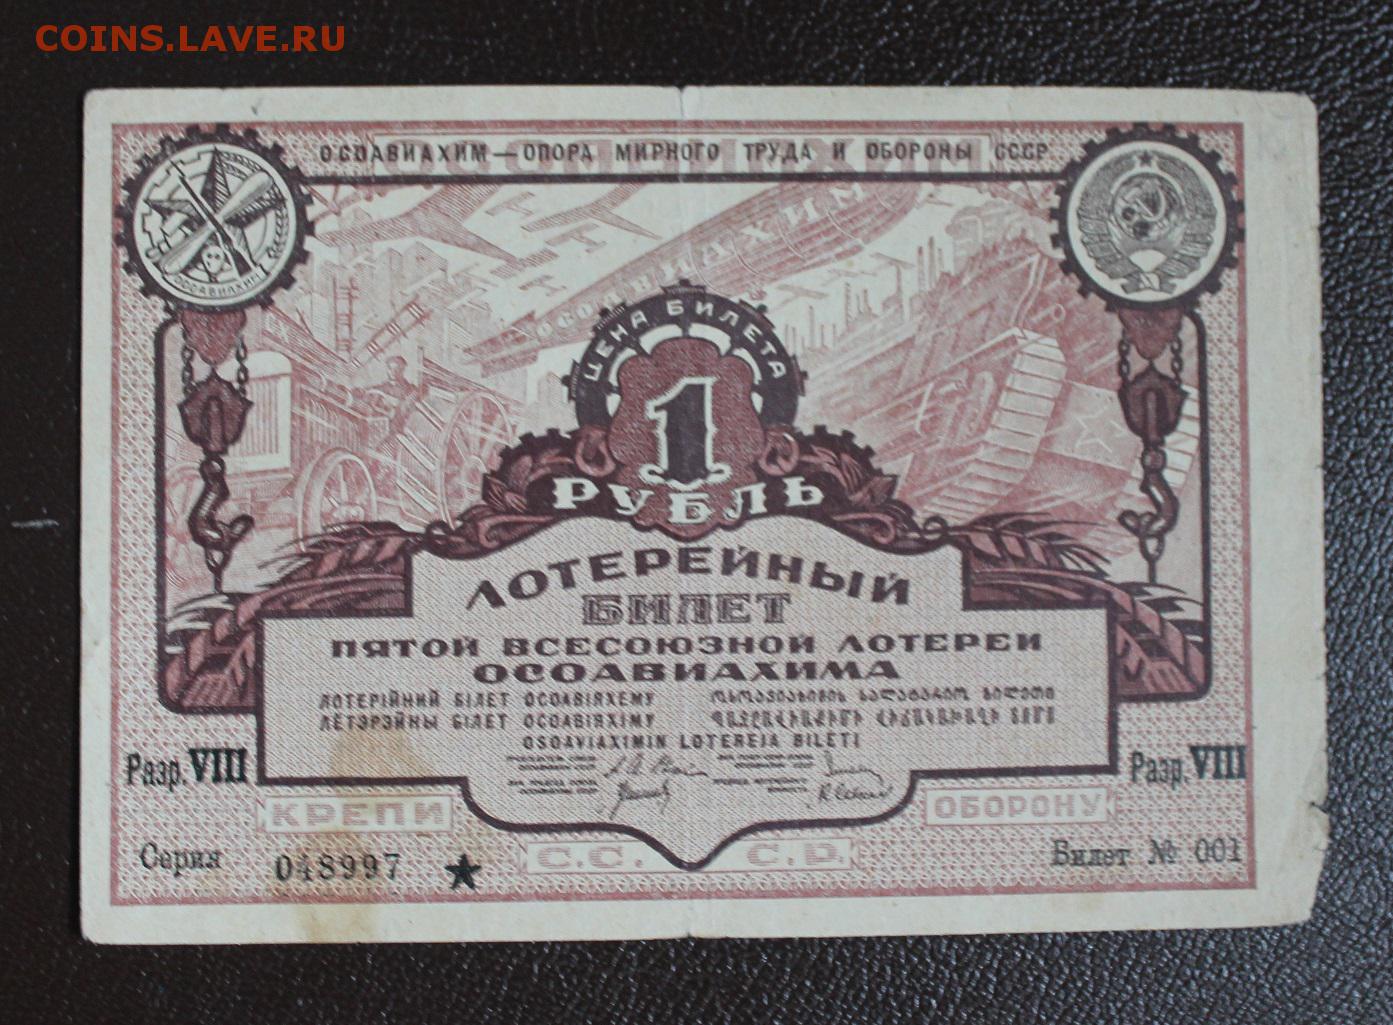 COINS.LAVE.RU
ОСОАВИАХИМ — ОПОРА МИРНОГО ТРУДА И ОБОРОНЫ СССР
ОСОАВИАХИМ
ОСОАВИАХИМ
ЦЕНА БИЛЕТА
1
РУБЛЬ
ЛОТЕРЕЙНЫЙ
БИЛЕТ
ПЯТОЙ ВСЕСОЮЗНОЙ ЛОТЕРЕИ
ОСОАВИАХИМА
ЛОТЕРІЙНИЙ БІЛЕТ ОСОАВІЯХЕМУ
ЛЁТЭРЭЙНЫ БІЛЕТ ОСОАВІЯХІМУ
OSOAVIAXIMIN LOTEREIA BILETI
Разр. VIII
Разр. VIII
КРЕПИ
ОБОРОНУ
С.С.
С.Р.
Серия 048997
Билет № 001